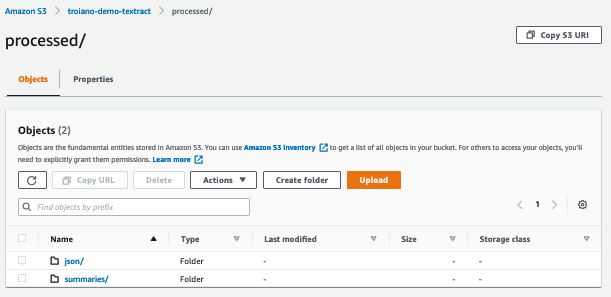 Amazon S3 > troiano-demo-textract > processed/
processed/
Copy S3 URI
Objects Properties
Objects (2)
Objects are the fundamental entities stored in Amazon S3. You can use Amazon S3 Inventory to get a list of all objects in your bucket. For others to access your objects, you'll
need to explicitly grant them permissions. Learn more
Copy URL Delete Actions Create folder Upload
Find objects by prefix
1
Name Type Last modified Size Storage class
json/ Folder - - -
summaries/ Folder - - -